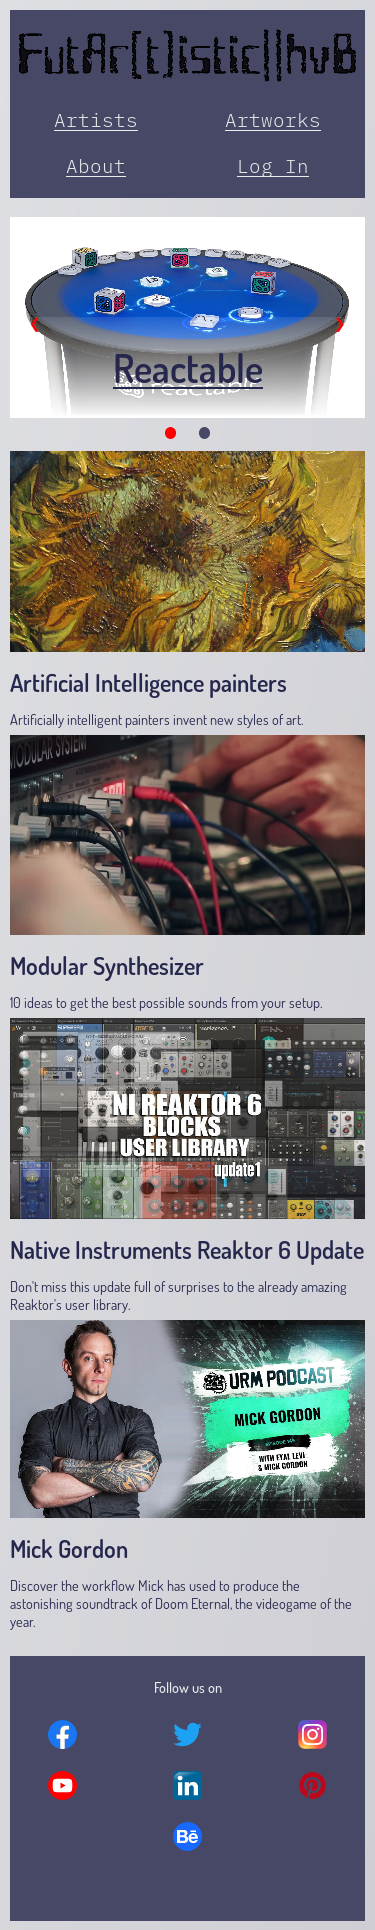 FutAr[t]istic||hvB
Artists
Artworks
About
Log In
reactable
Reactable
Artificial Intelligence painters
Artificially intelligent painters invent new styles of art.
MODULAR SYSTEM
Modular Synthesizer
10 ideas to get the best possible sounds from your setup.
NI REAKTOR 6
BLOCKS
USER LIBRARY
update1
Native Instruments Reaktor 6 Update
Don't miss this update full of surprises to the already amazing
Reaktor's user library.
URM PODCAST
MICK GORDON
WITH EYAL LEVI
& MICK GORDON
Mick Gordon
Discover the workflow Mick has used to produce the
astonishing soundtrack of Doom Eternal, the videogame of the
year.
Follow us on